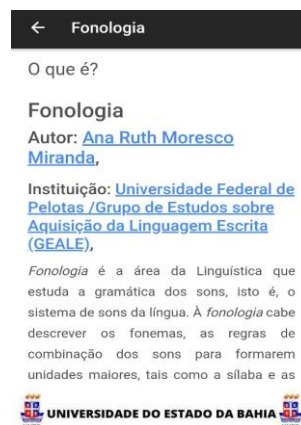 ← Fonologia
O que é?
Fonologia
Autor: Ana Ruth Moresco
Miranda,
Instituição: Universidade Federal de
Pelotas /Grupo de Estudos sobre
Aquisição da Linguagem Escrita
(GEALE),
Fonologia é a área da Linguística que
estuda a gramática dos sons, isto é, o
sistema de sons da língua. À fonologia cabe
descrever os fonemas, as regras de
combinação dos sons para formarem
unidades maiores, tais como a sílaba e as
UNIVERSIDADE DO ESTADO DA BAHIA